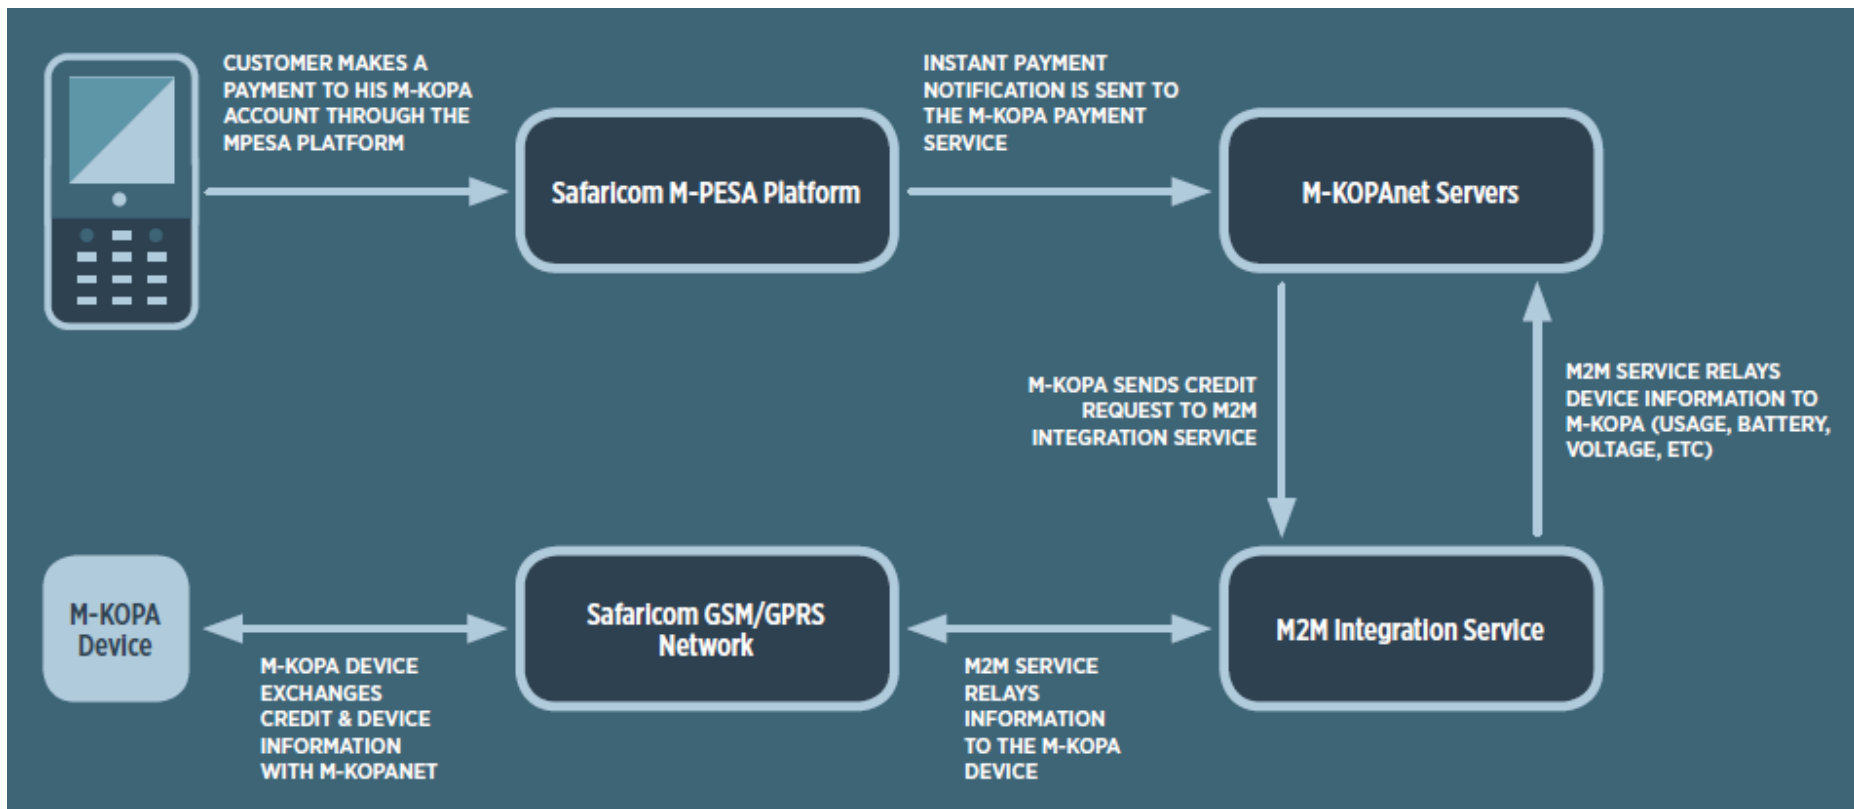 CUSTOMER MAKES A
PAYMENT TO HIS M-KOPA
ACCOUNT THROUGH THE
MPESA PLATFORM
Safaricom M-PESA Platform
INSTANT PAYMENT
NOTIFICATION IS SENT TO
THE M-KOPA PAYMENT
SERVICE
M-KOPAnet Servers
M-KOPA SENDS CREDIT
REQUEST TO M2M
INTEGRATION SERVICE
M2M SERVICE RELAYS
DEVICE INFORMATION TO
M-KOPA (USAGE, BATTERY,
VOLTAGE, ETC)
M-KOPA
Device
M-KOPA DEVICE
EXCHANGES
CREDIT & DEVICE
INFORMATION
WITH M-KOPANET
Safaricom GSM/GPRS
Network
M2M SERVICE
RELAYS
INFORMATION
TO THE M-KOPA
DEVICE
M2M Integration Service